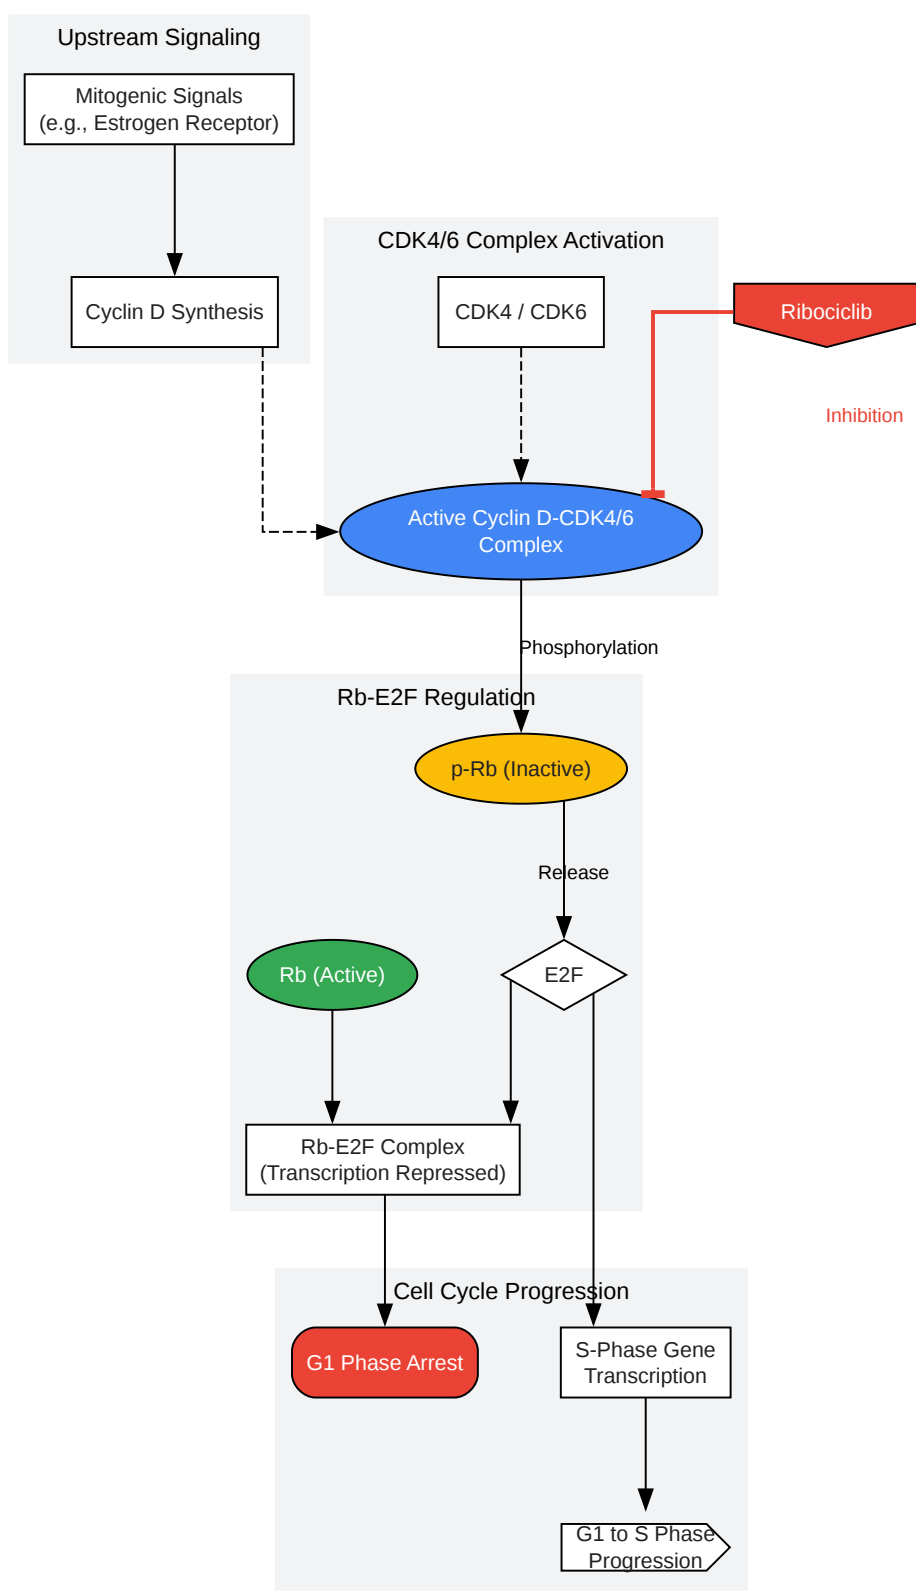 Upstream Signaling
Mitogenic Signals
(e.g., Estrogen Receptor)
Cyclin D Synthesis
CDK4/6 Complex Activation
CDK4 / CDK6
Ribociclib
Inhibition
Active Cyclin D-CDK4/6
Complex
Phosphorylation
Rb-E2F Regulation
p-Rb (Inactive)
Release
Rb (Active)
E2F
Rb-E2F Complex
(Transcription Repressed)
Cell Cycle Progression
G1 Phase Arrest
S-Phase Gene
Transcription
G1 to S Phase
Progression